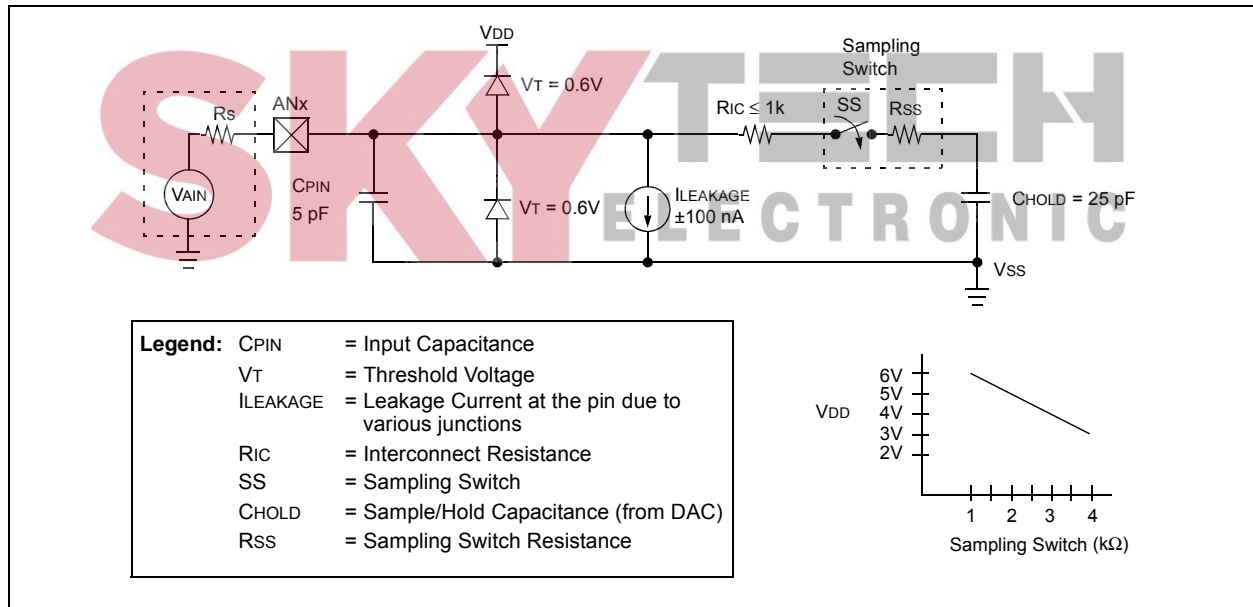 SKYTECH
ELECTRONIC
VDD
Sampling
Switch
VT = 0.6V
RS
ANx
RIC ≤ 1k
SS
RSS
VAIN
CPIN
5 pF
VT = 0.6V
ILEAKAGE
±100 nA
CHOLD = 25 pF
VSS
Legend: CPIN = Input Capacitance
VT = Threshold Voltage
ILEAKAGE = Leakage Current at the pin due to
various junctions
RIC = Interconnect Resistance
SS = Sampling Switch
CHOLD = Sample/Hold Capacitance (from DAC)
RSS = Sampling Switch Resistance
VDD
6V
5V
4V
3V
2V
1 2 3 4
Sampling Switch (kΩ)